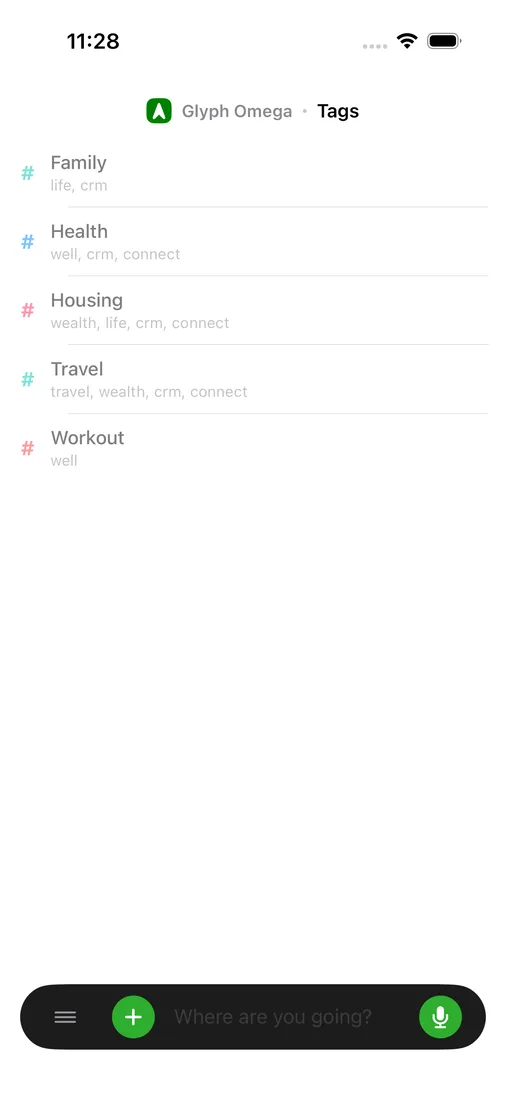 11:28
Glyph Omega • Tags
# Family
life, crm
# Health
well, crm, connect
# Housing
wealth, life, crm, connect
# Travel
travel, wealth, crm, connect
# Workout
well
Where are you going?